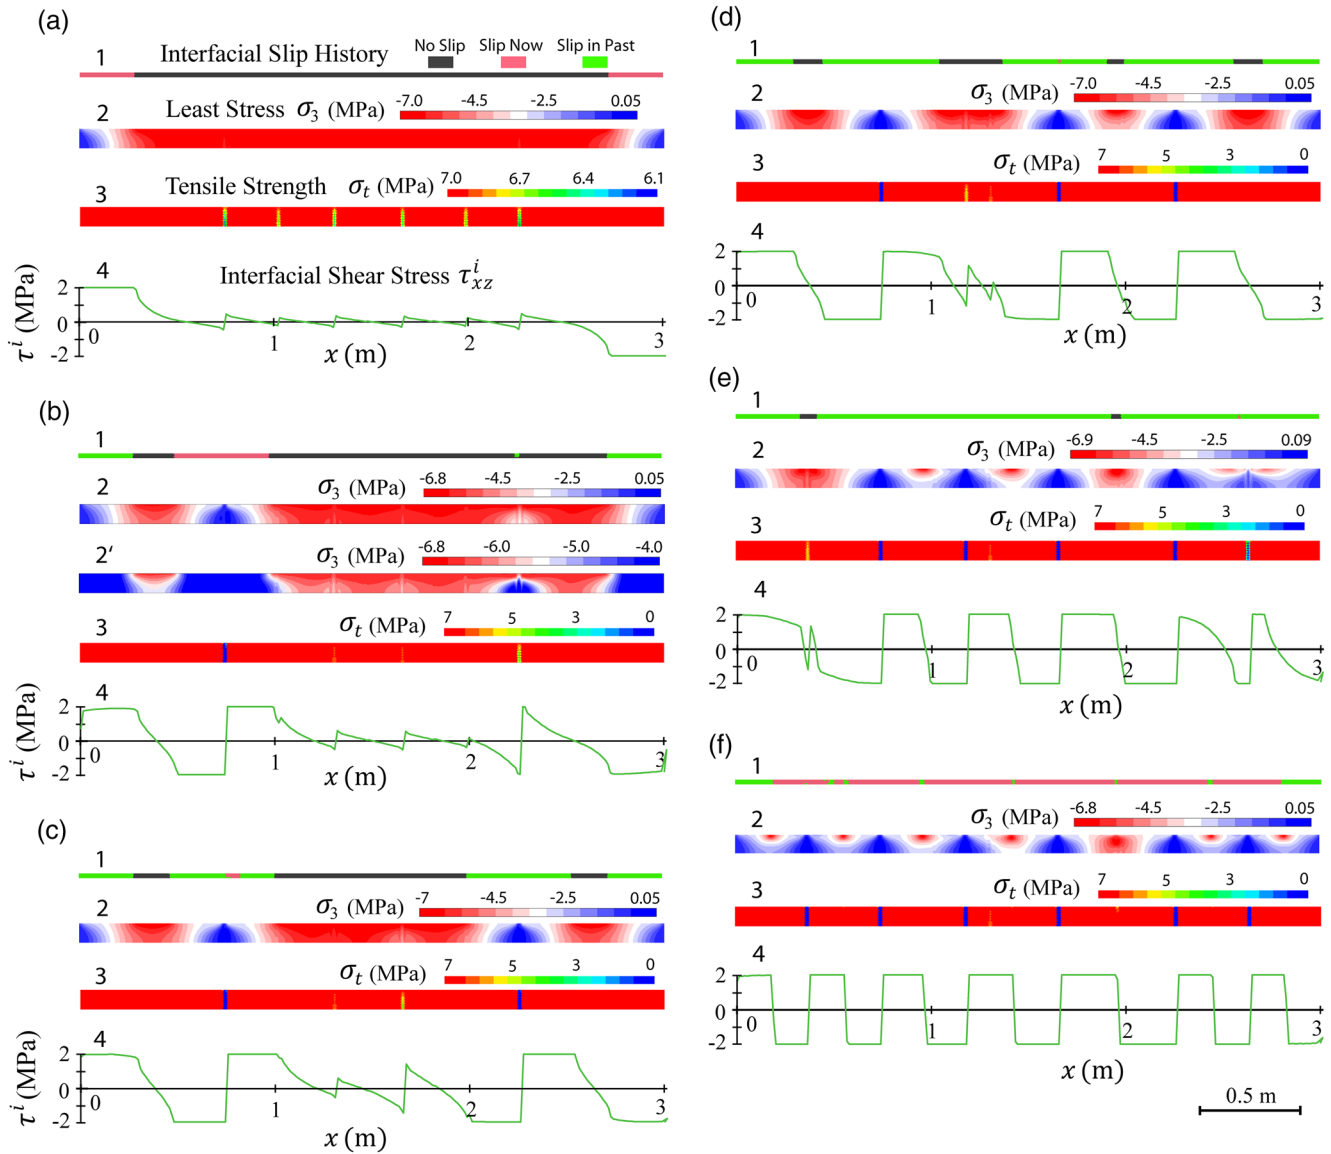 (a)
No Slip Slip Now Slip in Past
1 Interfacial Slip History
2 Least Stress σ3 (MPa) -7.0 -4.5 -2.5 0.05
3 Tensile Strength σt (MPa) 7.0 6.7 6.4 6.1
4 Interfacial Shear Stress τ^i_xz
τ^i (MPa)
2
0
-2
0 1 2 3
x (m)
(b)
1
2 σ3 (MPa) -6.8 -4.5 -2.5 0.05
2′ σ3 (MPa) -6.8 -6.0 -5.0 -4.0
3 σt (MPa) 7 5 3 0
4
τ^i (MPa)
2
0
-2
0 1 2 3
x (m)
(c)
1
2 σ3 (MPa) -7 -4.5 -2.5 0.05
3 σt (MPa) 7 5 3 0
4
τ^i (MPa)
2
0
-2
0 1 2 3
x (m)
(d)
1
2 σ3 (MPa) -7.0 -4.5 -2.5 0.05
3 σt (MPa) 7 5 3 0
4
2
0
-2
0 1 2 3
x (m)
(e)
1
2 σ3 (MPa) -6.9 -4.5 -2.5 0.09
3 σt (MPa) 7 5 3 0
4
2
0
-2
0 1 2 3
x (m)
(f)
1
2 σ3 (MPa) -6.8 -4.5 -2.5 0.05
3 σt (MPa) 7 5 3 0
4
2
0
-2
0 1 2 3
x (m)
0.5 m